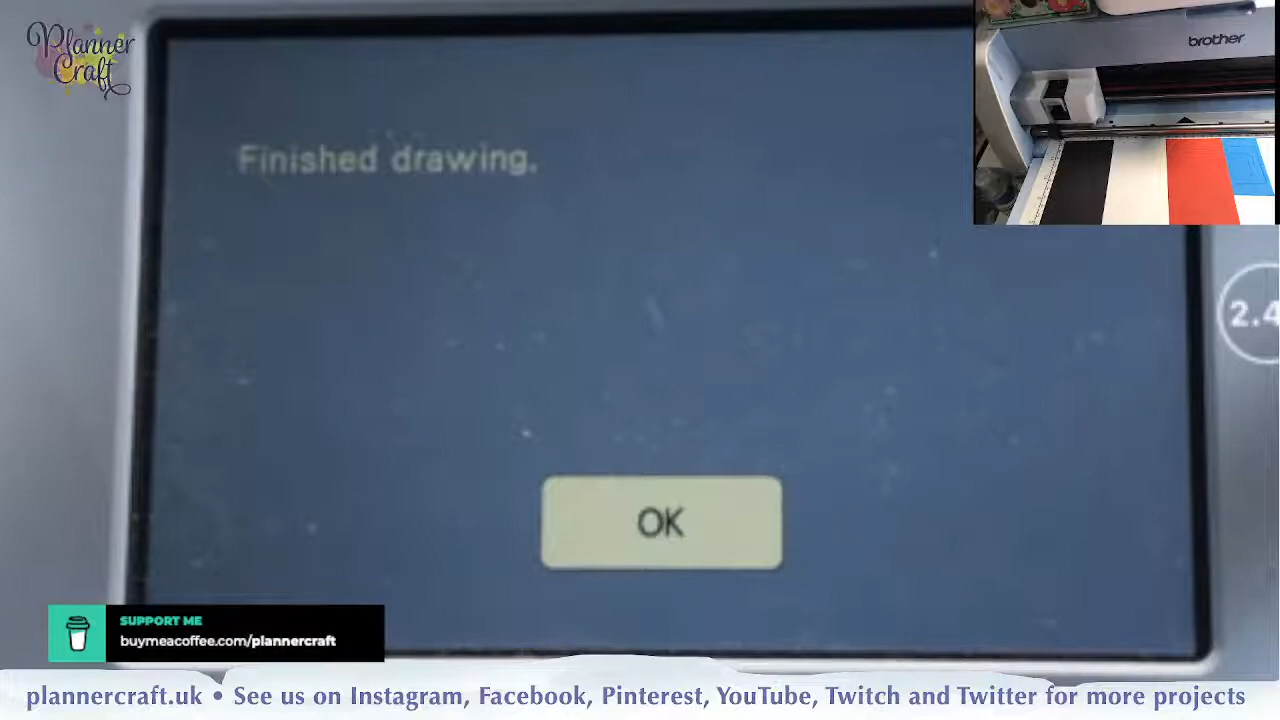 Planner
Craft
brother
Finished drawing.
2.4
OK
SUPPORT ME
buymeacoffee.com/plannercraft
plannercraft.uk • See us on Instagram, Facebook, Pinterest, YouTube, Twitch and Twitter for more projects